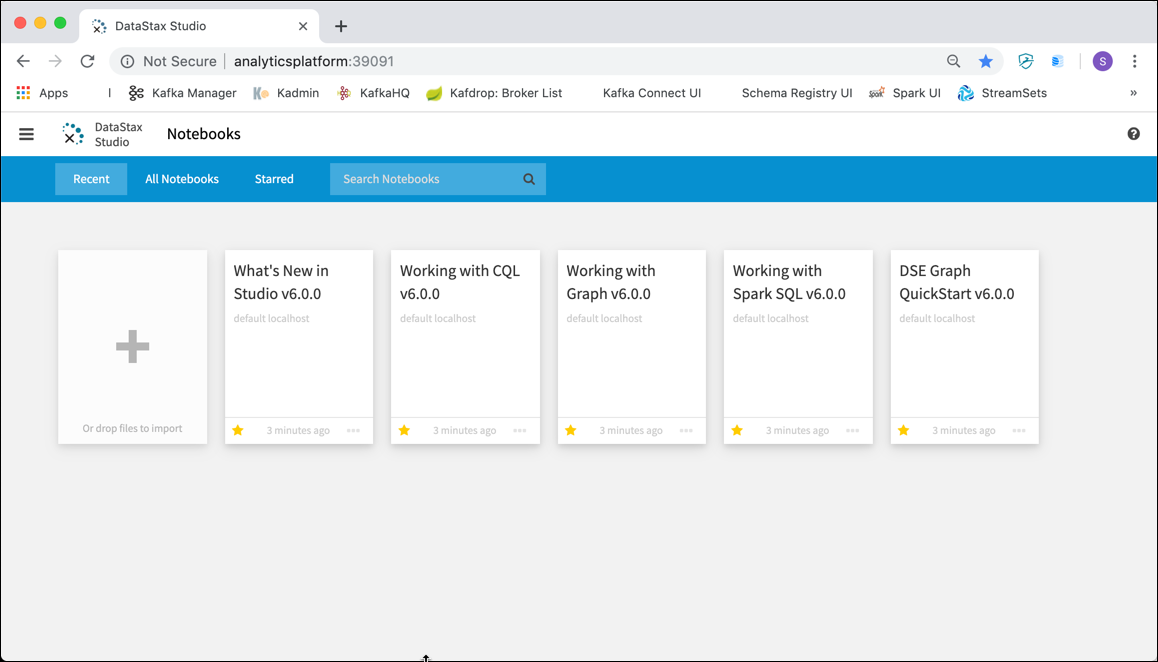 DataStax Studio
Not Secure | analyticsplatform:39091
S
Apps
Kafka Manager
Kadmin
KafkaHQ
Kafdrop: Broker List
Kafka Connect UI
Schema Registry UI
Spark UI
StreamSets
»
DataStax
Studio
Notebooks
Recent
All Notebooks
Starred
Search Notebooks
Or drop files to import
What's New in
Studio v6.0.0
default localhost
3 minutes ago
Working with CQL
v6.0.0
default localhost
3 minutes ago
Working with
Graph v6.0.0
default localhost
3 minutes ago
Working with
Spark SQL v6.0.0
default localhost
3 minutes ago
DSE Graph
QuickStart v6.0.0
default localhost
3 minutes ago